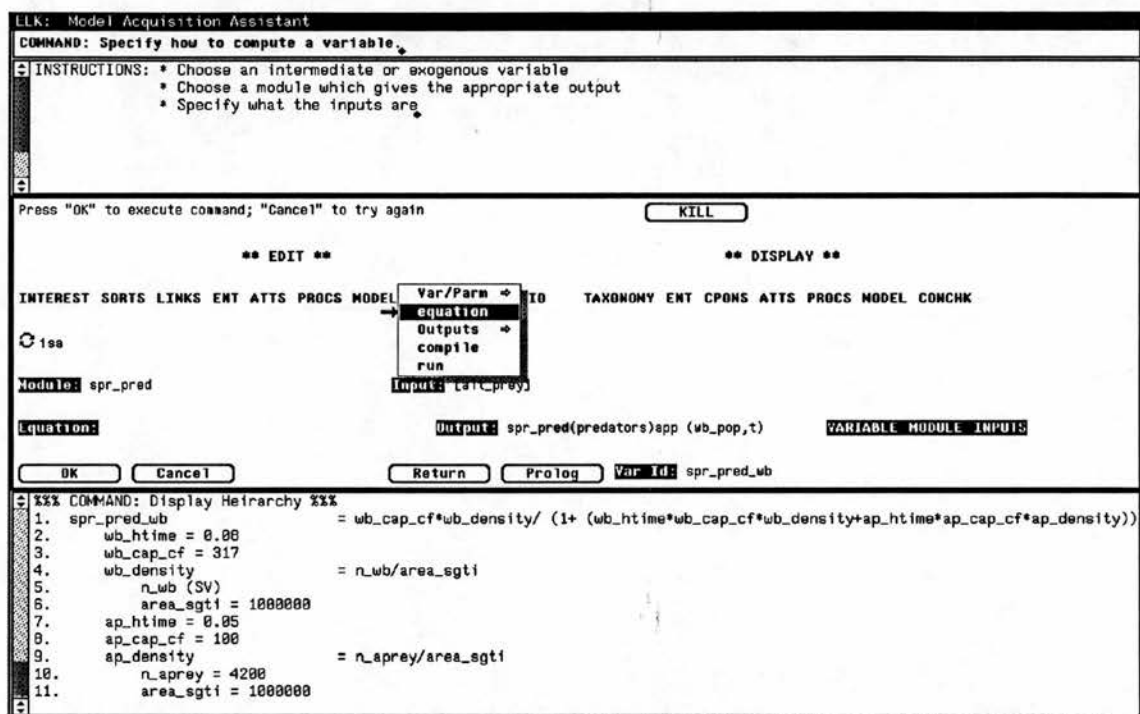 ELK: Model Acquisition Assistant
COMMAND: Specify how to compute a variable.
INSTRUCTIONS: * Choose an intermediate or exogenous variable
* Choose a module which gives the appropriate output
* Specify what the inputs are
Press "OK" to execute command; "Cancel" to try again KILL
** EDIT ** ** DISPLAY **
INTEREST SORTS LINKS ENT ATTS PROCS MODEL IO TAXONOMY ENT CPONS ATTS PROCS MODEL CONCHK
Var/Parm
equation
Outputs
compile
run
isa
Module: spr_pred Input: [alt_prey]
Equation: Output: spr_pred(predators)app (wb_pop,t) VARIABLE MODULE INPUTS
OK Cancel Return Prolog Var Id: spr_pred_wb
%%% COMMAND: Display Heirarchy %%%
1. spr_pred_wb = wb_cap_cf*wb_density/ (1+ (wb_htime*wb_cap_cf*wb_density+ap_htime*ap_cap_cf*ap_density))
2. wb_htime = 0.08
3. wb_cap_cf = 317
4. wb_density = n_wb/area_sgti
5. n_wb (SV)
6. area_sgti = 1000000
7. ap_htime = 0.05
8. ap_cap_cf = 100
9. ap_density = n_aprey/area_sgti
10. n_aprey = 4200
11. area_sgti = 1000000